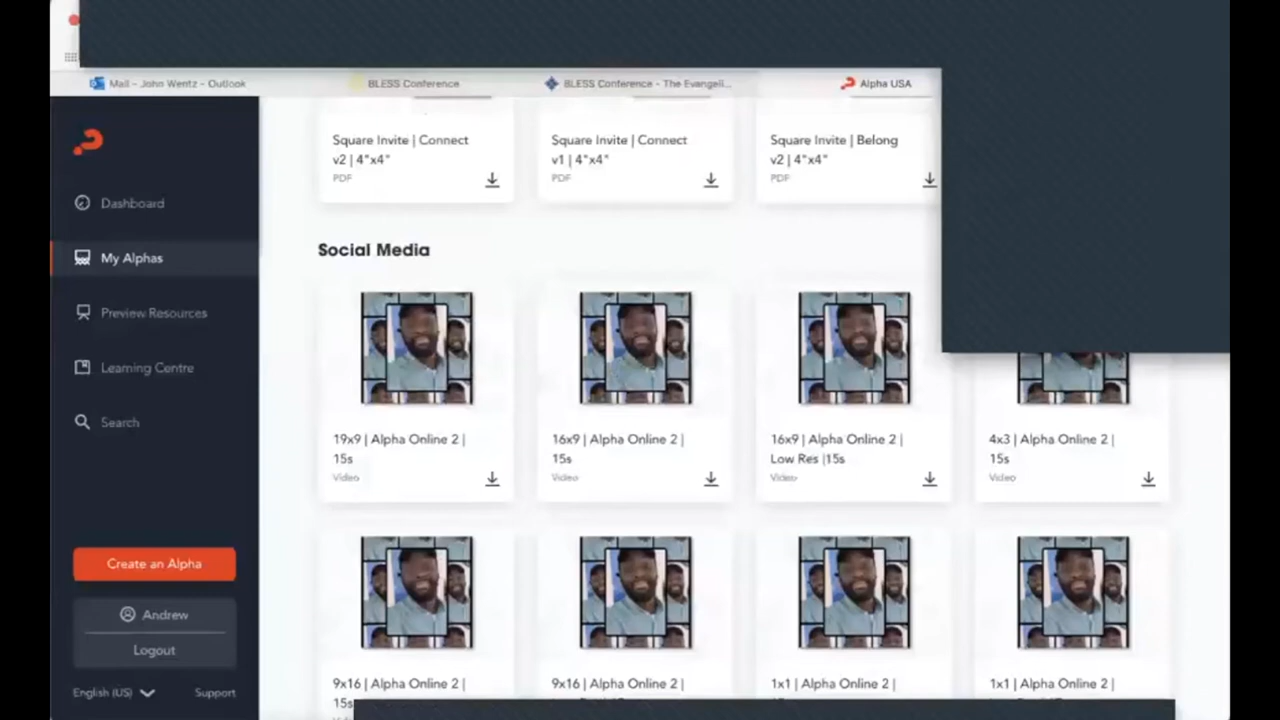 Mail - John Wentz - Outlook
BLESS Conference
BLESS Conference - The Evangeli...
Alpha USA
Square Invite | Connect
v2 | 4"x4"
PDF
Square Invite | Connect
v1 | 4"x4"
PDF
Square Invite | Belong
v2 | 4"x4"
PDF
Dashboard
My Alphas
Preview Resources
Learning Centre
Search
Create an Alpha
Andrew
Logout
English (US)
Support
Social Media
19x9 | Alpha Online 2 |
15s
Video
16x9 | Alpha Online 2 |
15s
Video
16x9 | Alpha Online 2 |
Low Res |15s
Video
4x3 | Alpha Online 2 |
15s
Video
9x16 | Alpha Online 2 |
15s
9x16 | Alpha Online 2 |
1x1 | Alpha Online 2 |
1x1 | Alpha Online 2 |